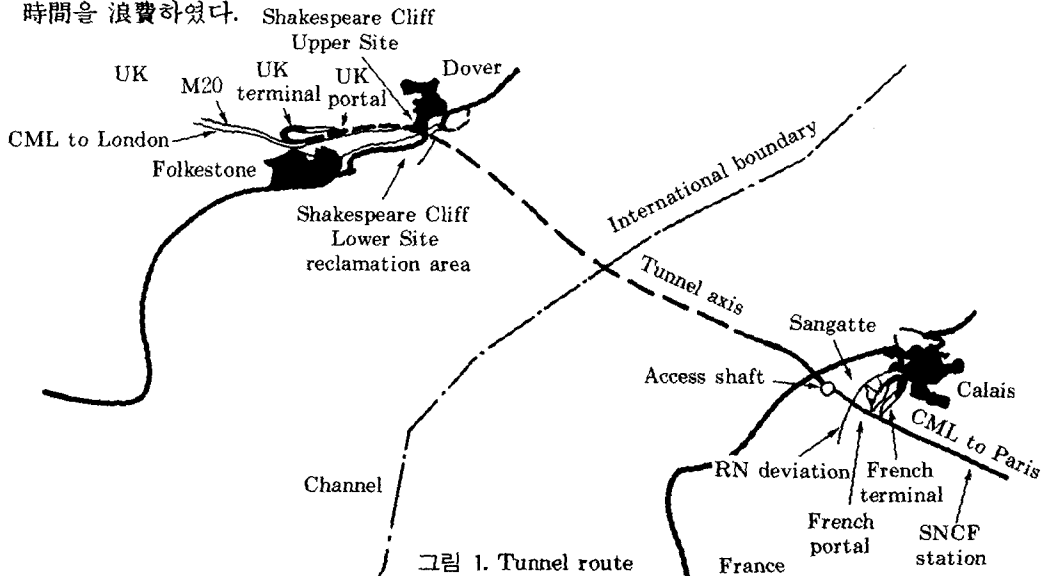 時間을 浪費하였다.
Shakespeare Cliff
Upper Site
UK
M20
UK
terminal
UK
portal
Dover
CML to London
Folkestone
Shakespeare Cliff
Lower Site
reclamation area
International boundary
Tunnel axis
Sangatte
Access shaft
Calais
CML to Paris
Channel
RN deviation
French
terminal
French
portal
SNCF
station
France
그림 1. Tunnel route